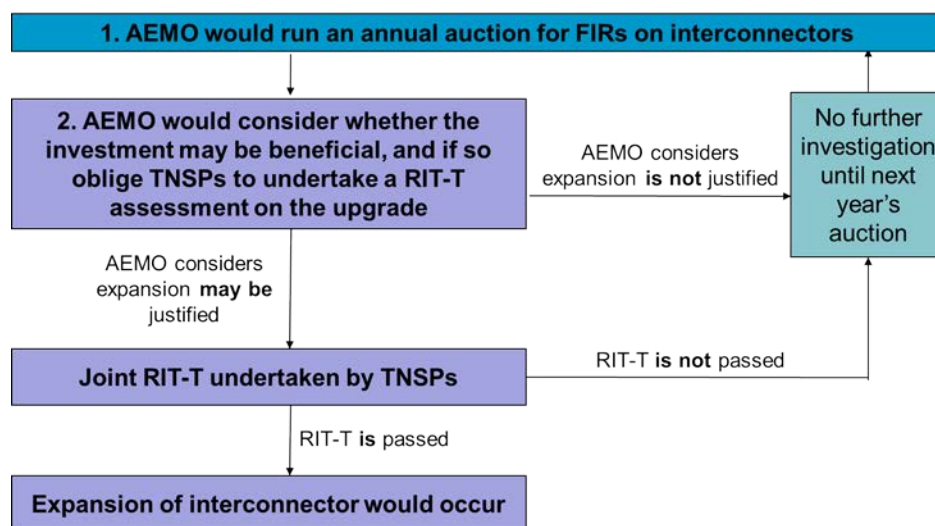 1. AEMO would run an annual auction for FIRs on interconnectors
2. AEMO would consider whether the
investment may be beneficial, and if so
oblige TNSPs to undertake a RIT-T
assessment on the upgrade
AEMO considers
expansion is not justified
No further
investigation
until next
year's
auction
AEMO considers
expansion may be
justified
Joint RIT-T undertaken by TNSPs
RIT-T is not passed
RIT-T is passed
Expansion of interconnector would occur